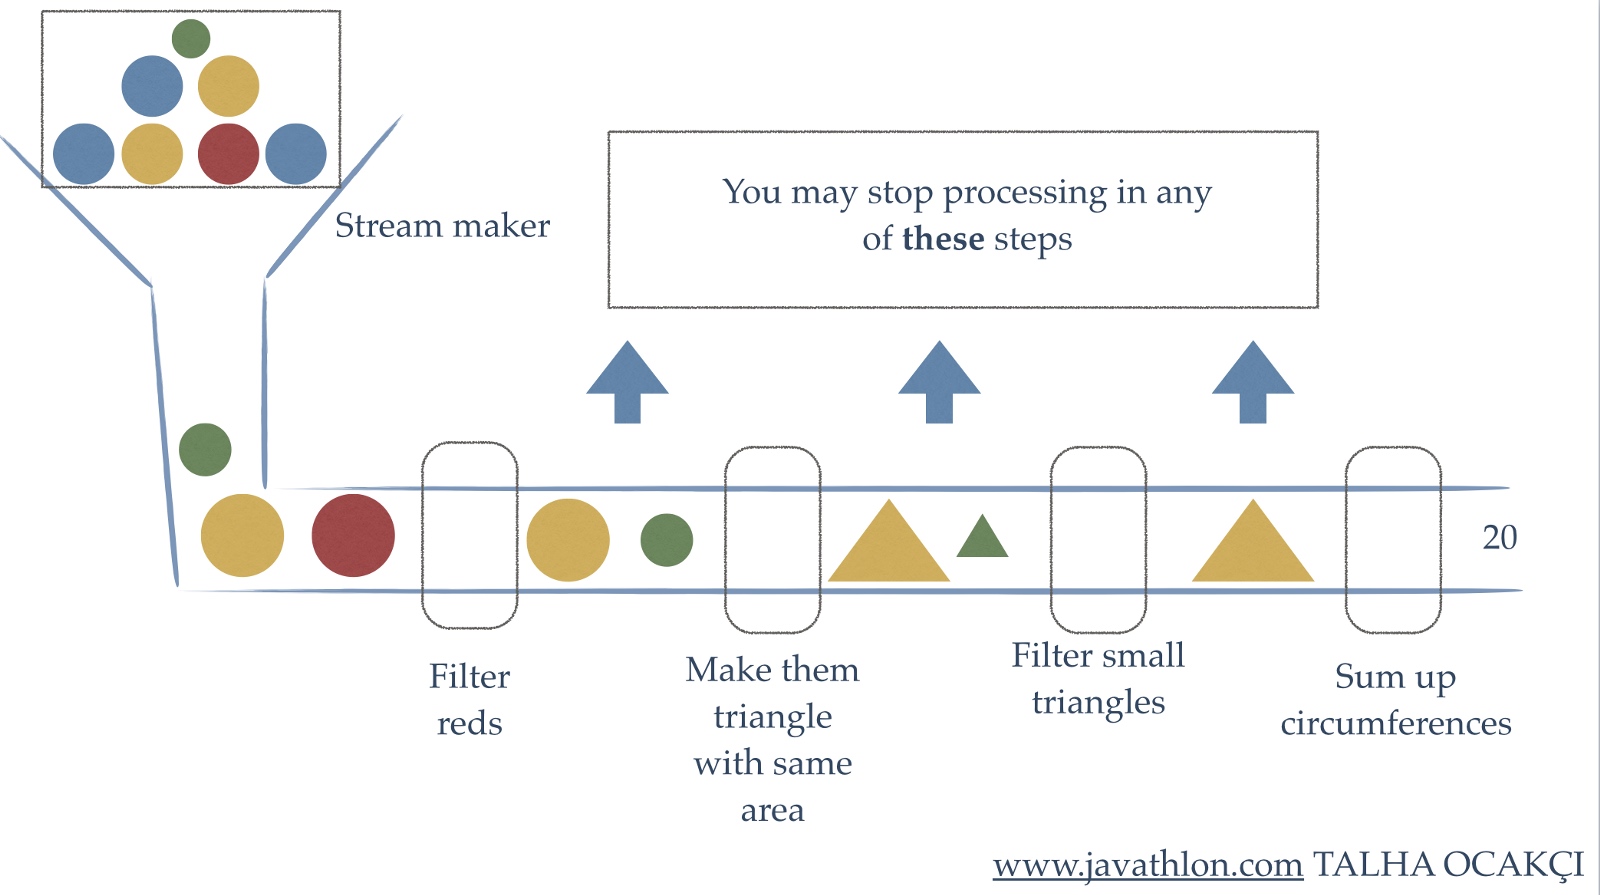 Stream maker
You may stop processing in any
of these steps
20
Filter
reds
Make them
triangle
with same
area
Filter small
triangles
Sum up
circumferences
www.javathlon.com TALHA OCAKÇI